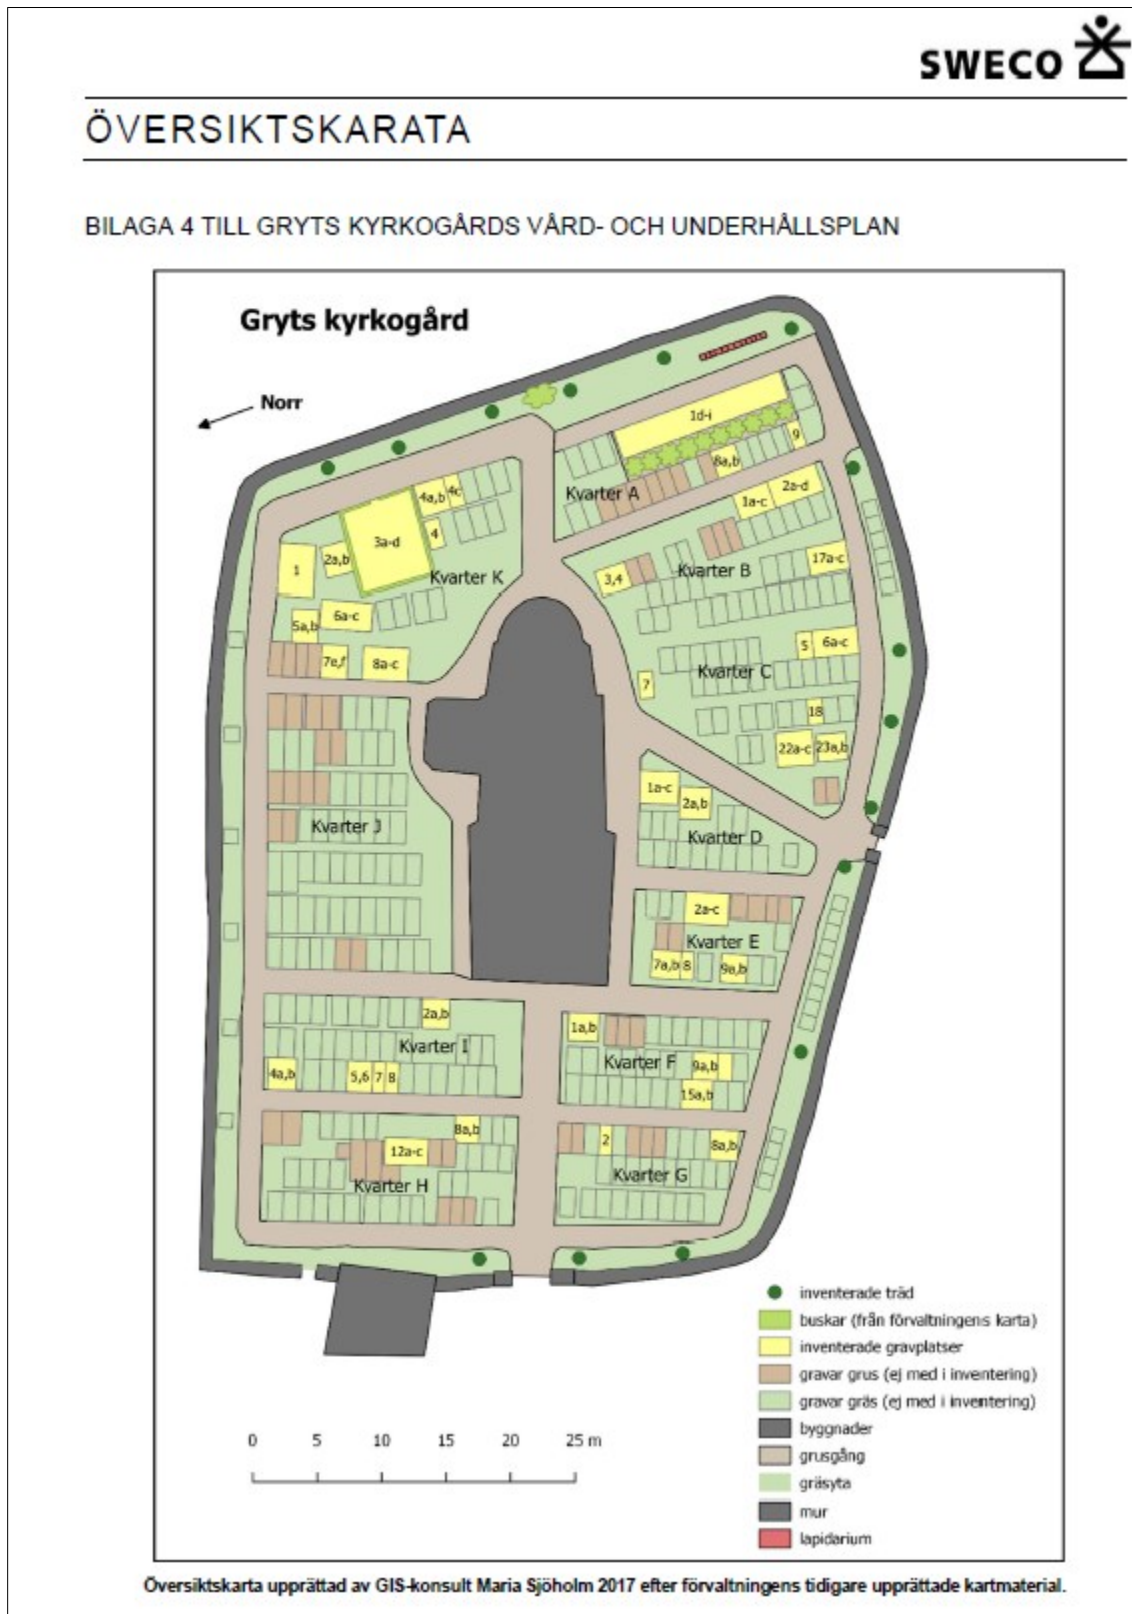 SWECO
ÖVERSIKTSKARATA
BILAGA 4 TILL GRYTS KYRKOGÅRDS VÅRD- OCH UNDERHÅLLSPLAN
Gryts kyrkogård
Norr
1d-i
9
8a,b
Kvarter A
4a,b
4c
4
3a-d
2a,b
1
Kvarter K
5a,b
6a-c
7e,f
8a-c
2a-d
1a-c
17a-c
3,4
Kvarter B
5
6a-c
Kvarter C
7
18
22a-c
23a,b
1a-c
2a,b
Kvarter D
Kvarter J
2a-c
Kvarter E
7a,b
8
9a,b
2a,b
Kvarter I
4a,b
5,6
7
8
1a,b
Kvarter F
9a,b
15a,b
8a,b
12a-c
Kvarter H
2
8a,b
Kvarter G
inventerade träd
buskar (från förvaltningens karta)
inventerade gravplatser
gravar grus (ej med i inventering)
gravar gräs (ej med i inventering)
byggnader
grusgång
gräsyta
mur
lapidarium
0 5 10 15 20 25 m
Översiktskarta upprättad av GIS-konsult Maria Sjöholm 2017 efter förvaltningens tidigare upprättade kartmaterial.